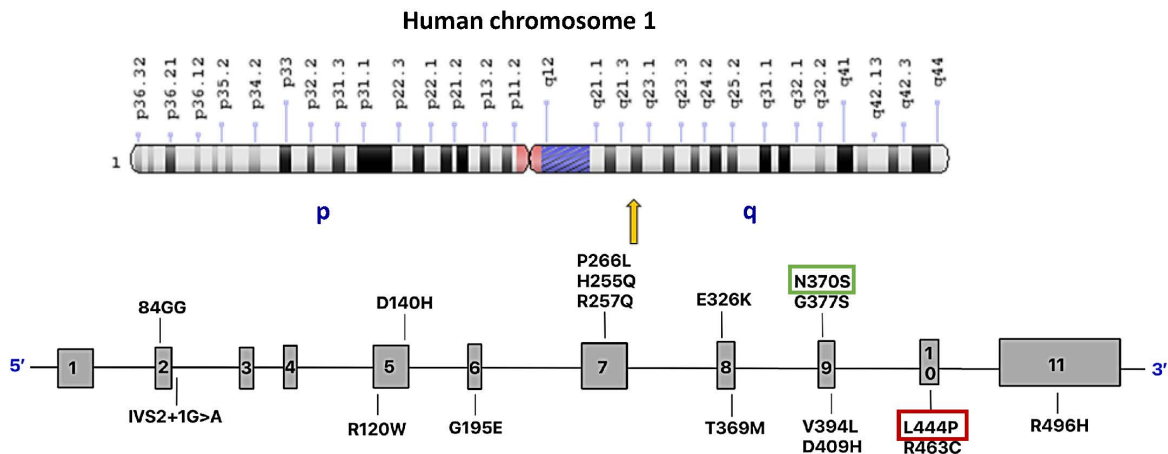 Human chromosome 1
p36.32
p36.21
p36.12
p35.2
p34.2
p33
p32.2
p31.3
p31.1
p22.3
p22.1
p21.2
p13.2
p11.2
q12
q21.1
q21.3
q23.1
q23.3
q24.2
q25.2
q31.1
q32.1
q32.2
q41
q42.13
q42.3
q44
1
p
q
P266L
H255Q
R257Q
N370S
G377S
84GG
D140H
E326K
5′
1
2
3
4
5
6
7
8
9
1
0
11
3′
IVS2+1G>A
R120W
G195E
T369M
V394L
D409H
L444P
R463C
R496H